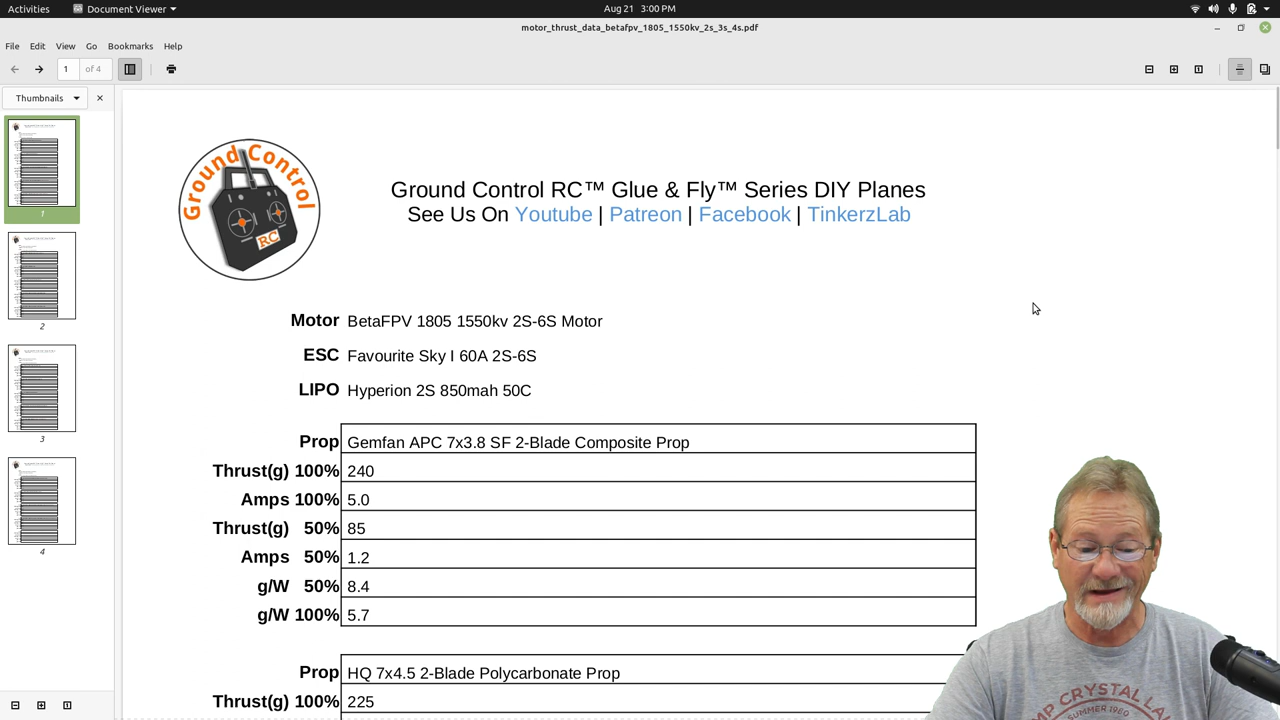 Activities
Document Viewer
Aug 21 3:00 PM
motor_thrust_data_betafpv_1805_1550kv_2s_3s_4s.pdf
File Edit View Go Bookmarks Help
1 of 4
Thumbnails
Ground Control
RC
Ground Control RC™ Glue & Fly™ Series DIY Planes
See Us On Youtube | Patreon | Facebook | TinkerzLab
Motor BetaFPV 1805 1550kv 2S-6S Motor
ESC Favourite Sky I 60A 2S-6S
LIPO Hyperion 2S 850mah 50C
Prop Gemfan APC 7x3.8 SF 2-Blade Composite Prop
Thrust(g) 100% 240
Amps 100% 5.0
Thrust(g) 50% 85
Amps 50% 1.2
g/W 50% 8.4
g/W 100% 5.7
Prop HQ 7x4.5 2-Blade Polycarbonate Prop
Thrust(g) 100% 225
1
2
3
4
CRYSTAL
SUMMER 1980